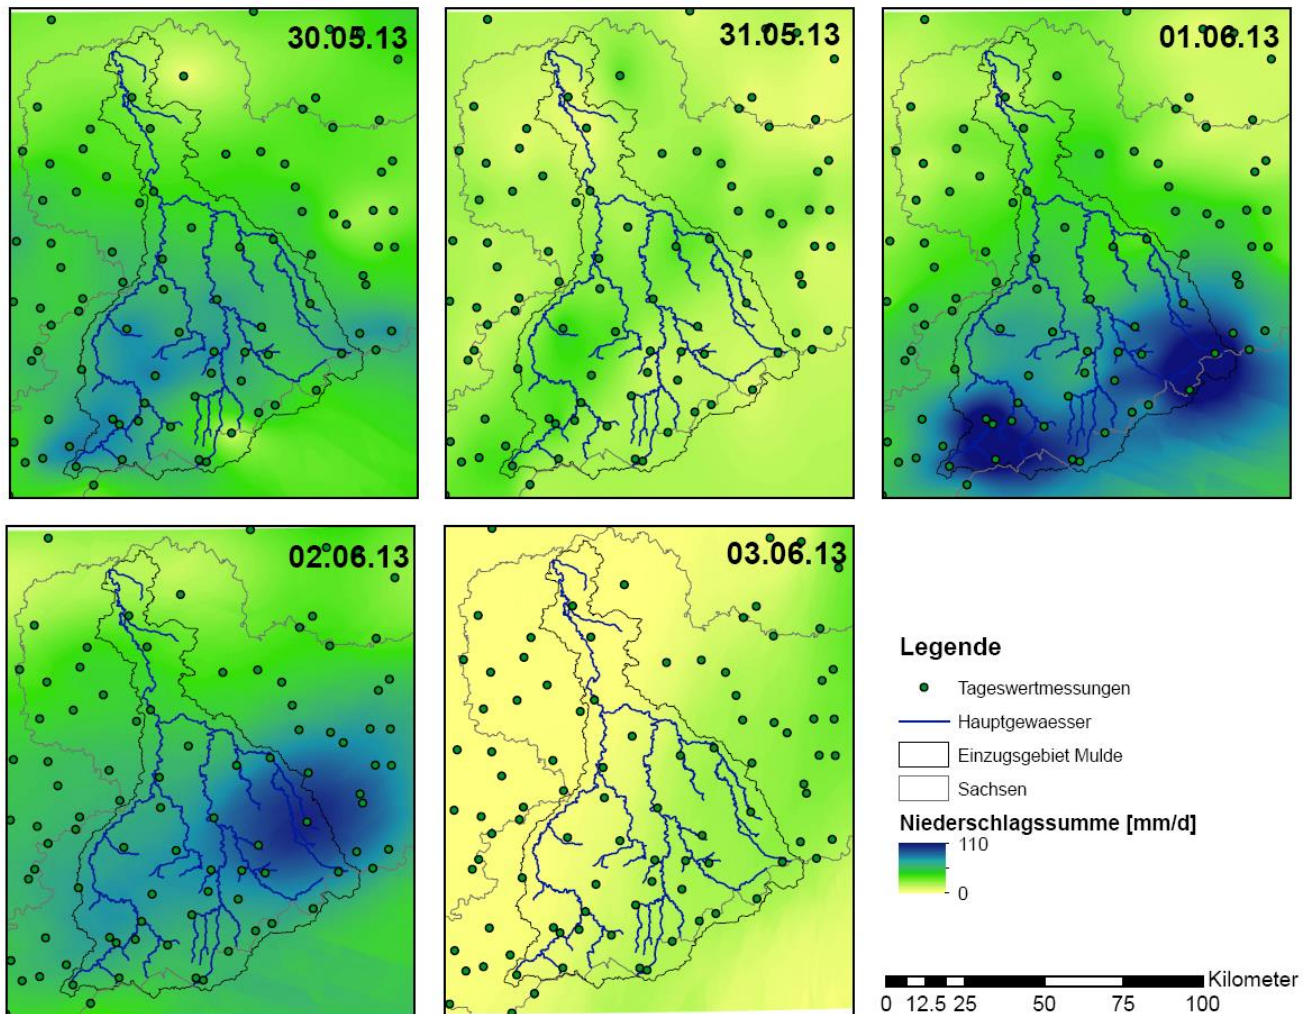 30.05.13
31.05.13
01.06.13
02.06.13
03.06.13
Legende
Tageswertmessungen
Hauptgewaesser
Einzugsgebiet Mulde
Sachsen
Niederschlagssumme [mm/d]
110
0
Kilometer
0 12.5 25 50 75 100